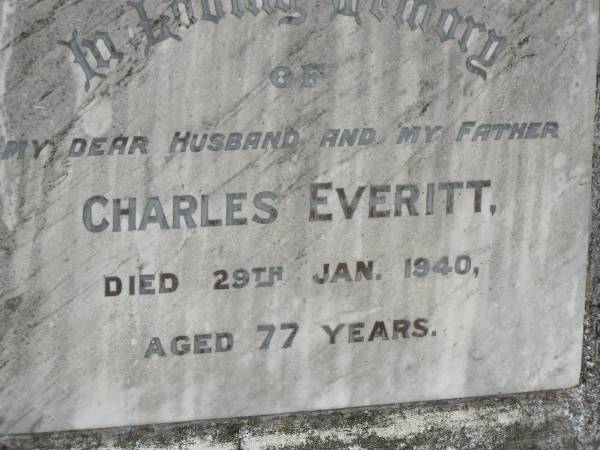 In Loving Memory
OF
MY DEAR HUSBAND AND MY FATHER
CHARLES EVERITT,
DIED 29TH JAN. 1940,
AGED 77 YEARS.